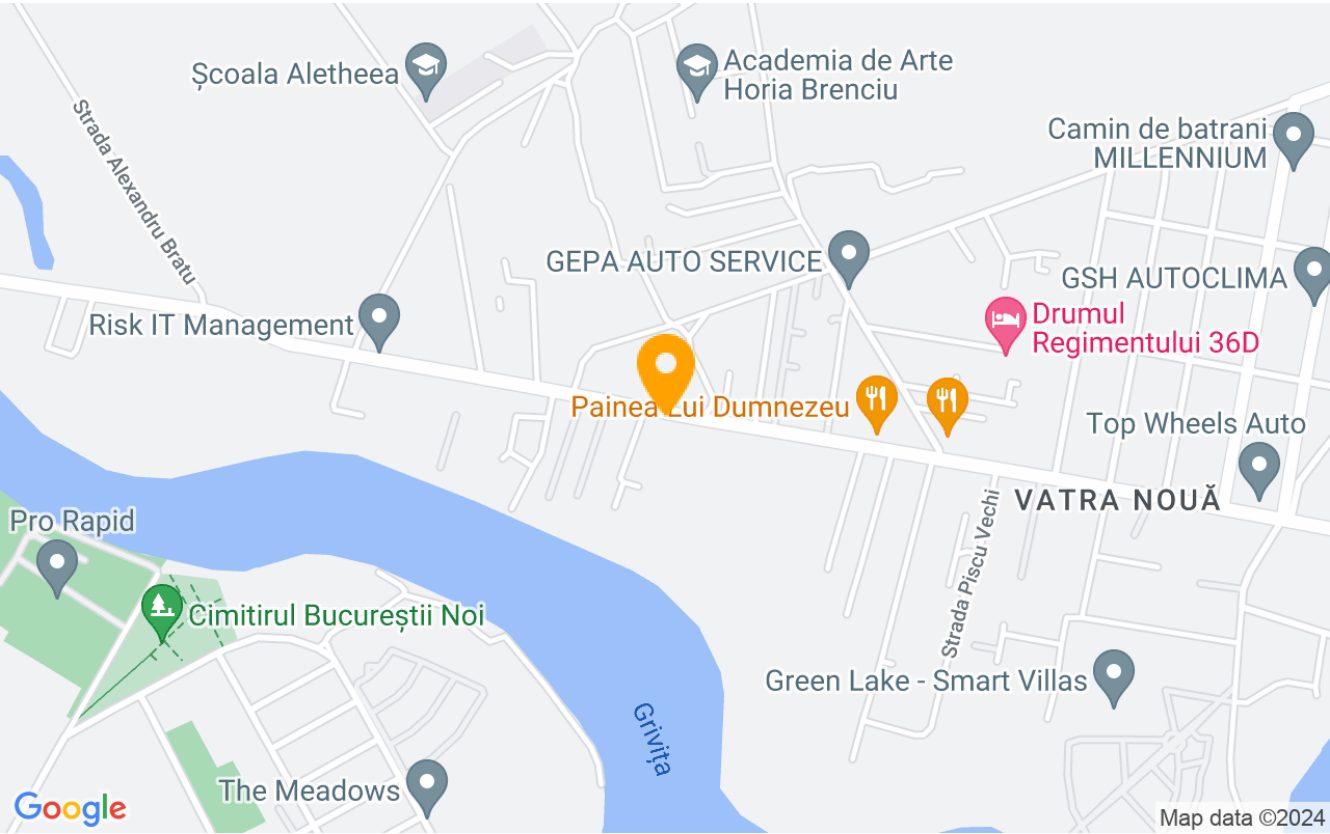 Școala Aletheea
Academia de Arte
Horia Brenciu
Strada Alexandru Bratu
Camin de batrani
MILLENNIUM
GEPA AUTO SERVICE
GSH AUTOCLIMA
Risk IT Management
Drumul
Regimentului 36D
Painea Lui Dumnezeu
Top Wheels Auto
VATRA NOUĂ
Pro Rapid
Strada Piscu Vechi
Cimitirul Bucureștii Noi
Green Lake - Smart Villas
Grivița
The Meadows
Google
Map data ©2024